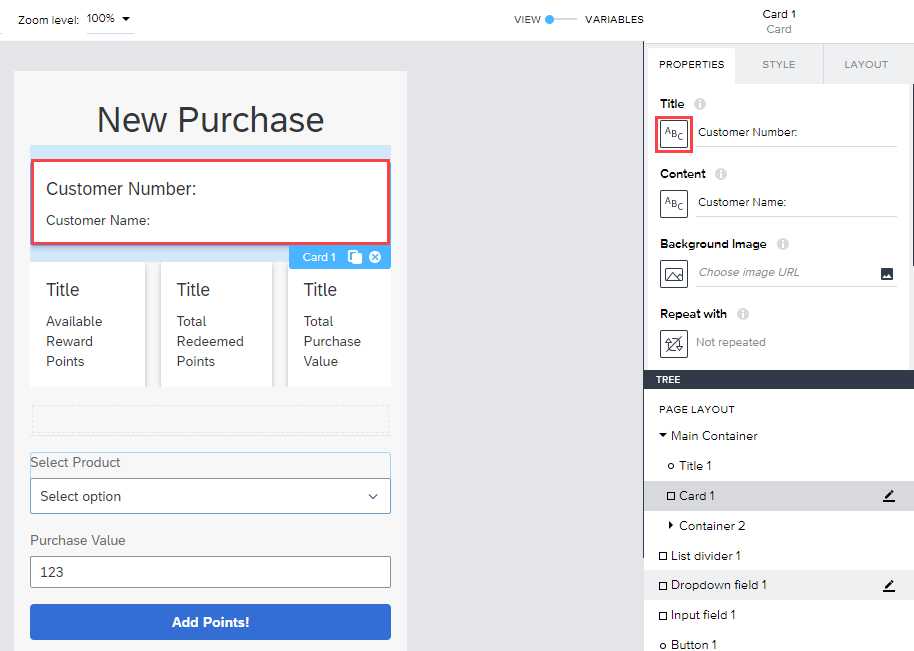 Zoom level: 100%
VIEW VARIABLES
Card 1
Card
PROPERTIES STYLE LAYOUT
New Purchase
Customer Number:
Customer Name:
Card 1
Title
Available
Reward
Points
Title
Total
Redeemed
Points
Title
Total
Purchase
Value
Select Product
Select option
Purchase Value
123
Add Points!
Title
ABC Customer Number:
Content
ABC Customer Name:
Background Image
Choose image URL
Repeat with
Not repeated
TREE
PAGE LAYOUT
Main Container
Title 1
Card 1
Container 2
List divider 1
Dropdown field 1
Input field 1
Button 1